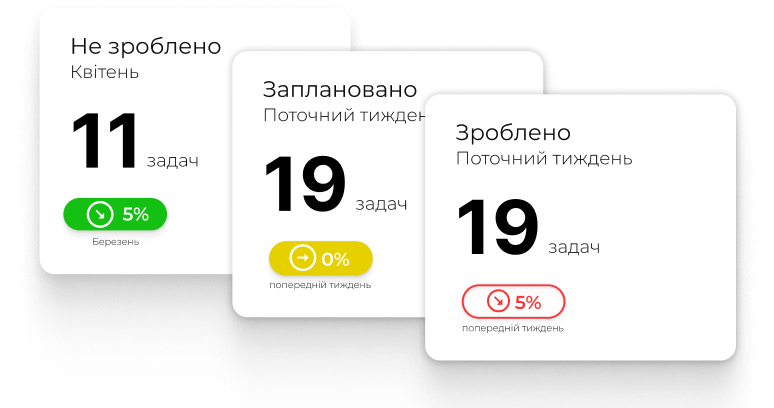 Не зроблено
Квітень
11 задач
5%
Березень
Заплановано
Поточний
19 задач
0%
попередній тиждень
Зроблено
Поточний тиждень
19 задач
5%
попередній тиждень